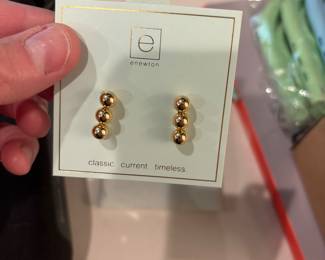 e
enewton
classic current timeless